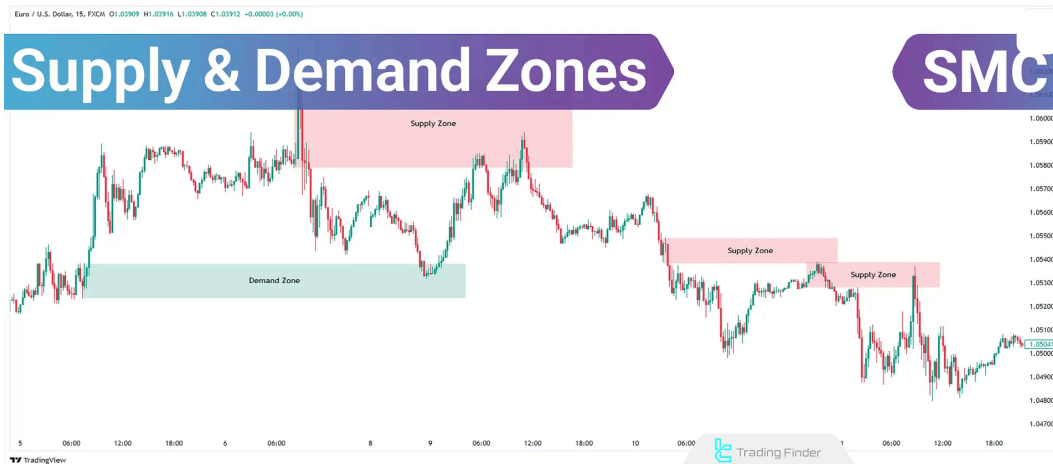 Euro / U.S. Dollar, 15, FXCM O1.03909 H1.03916 L1.03908 C1.03912 +0.00003 (+0.00%)
Supply & Demand Zones
SMC
Supply Zone
Supply Zone
Supply Zone
Demand Zone
1.06000
1.05900
1.05800
1.05700
1.05600
1.05500
1.05400
1.05300
1.05200
1.05100
1.05041
1.05000
1.04900
1.04800
1.04700
5 06:00 12:00 18:00 6 06:00 8 9 06:00 12:00 18:00 10 06:00 1 06:00 12:00 18:00
Trading Finder
TradingView